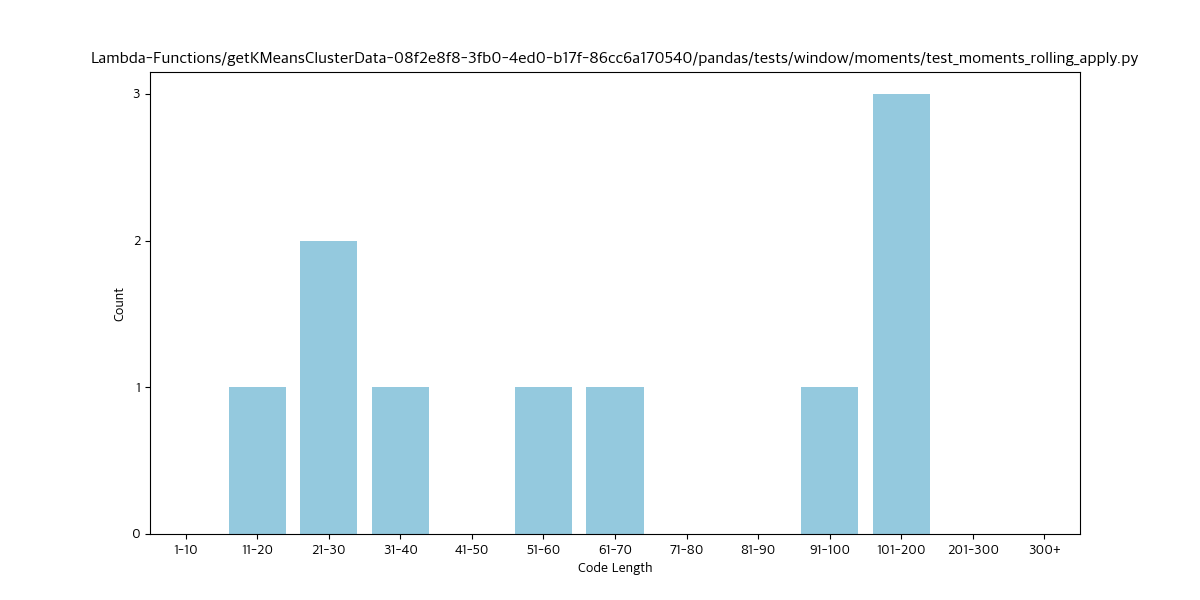 Lambda-Functions/getKMeansClusterData-08f2e8f8-3fb0-4ed0-b17f-86cc6a170540/pandas/tests/window/moments/test_moments_rolling_apply.py
3
2
1
0
Count
1-10 11-20 21-30 31-40 41-50 51-60 61-70 71-80 81-90 91-100 101-200 201-300 300+
Code Length